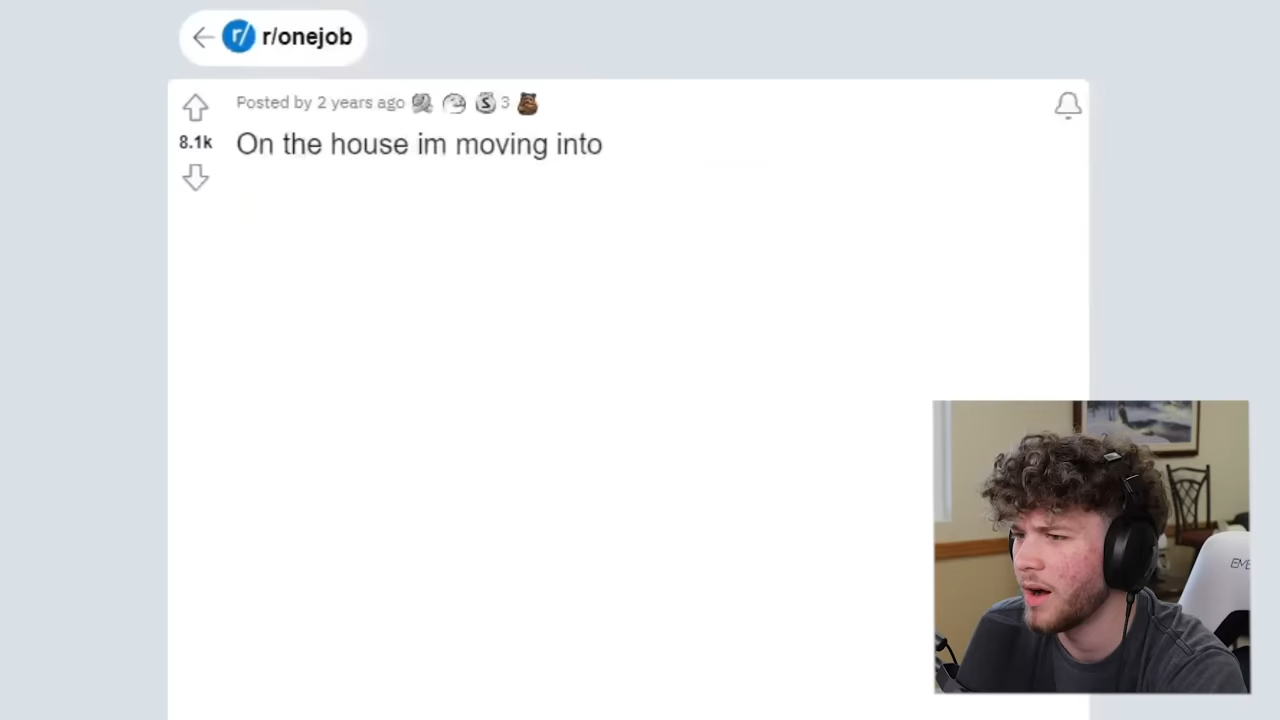 r/ r/onejob
Posted by 2 years ago 3
8.1k On the house im moving into
EME